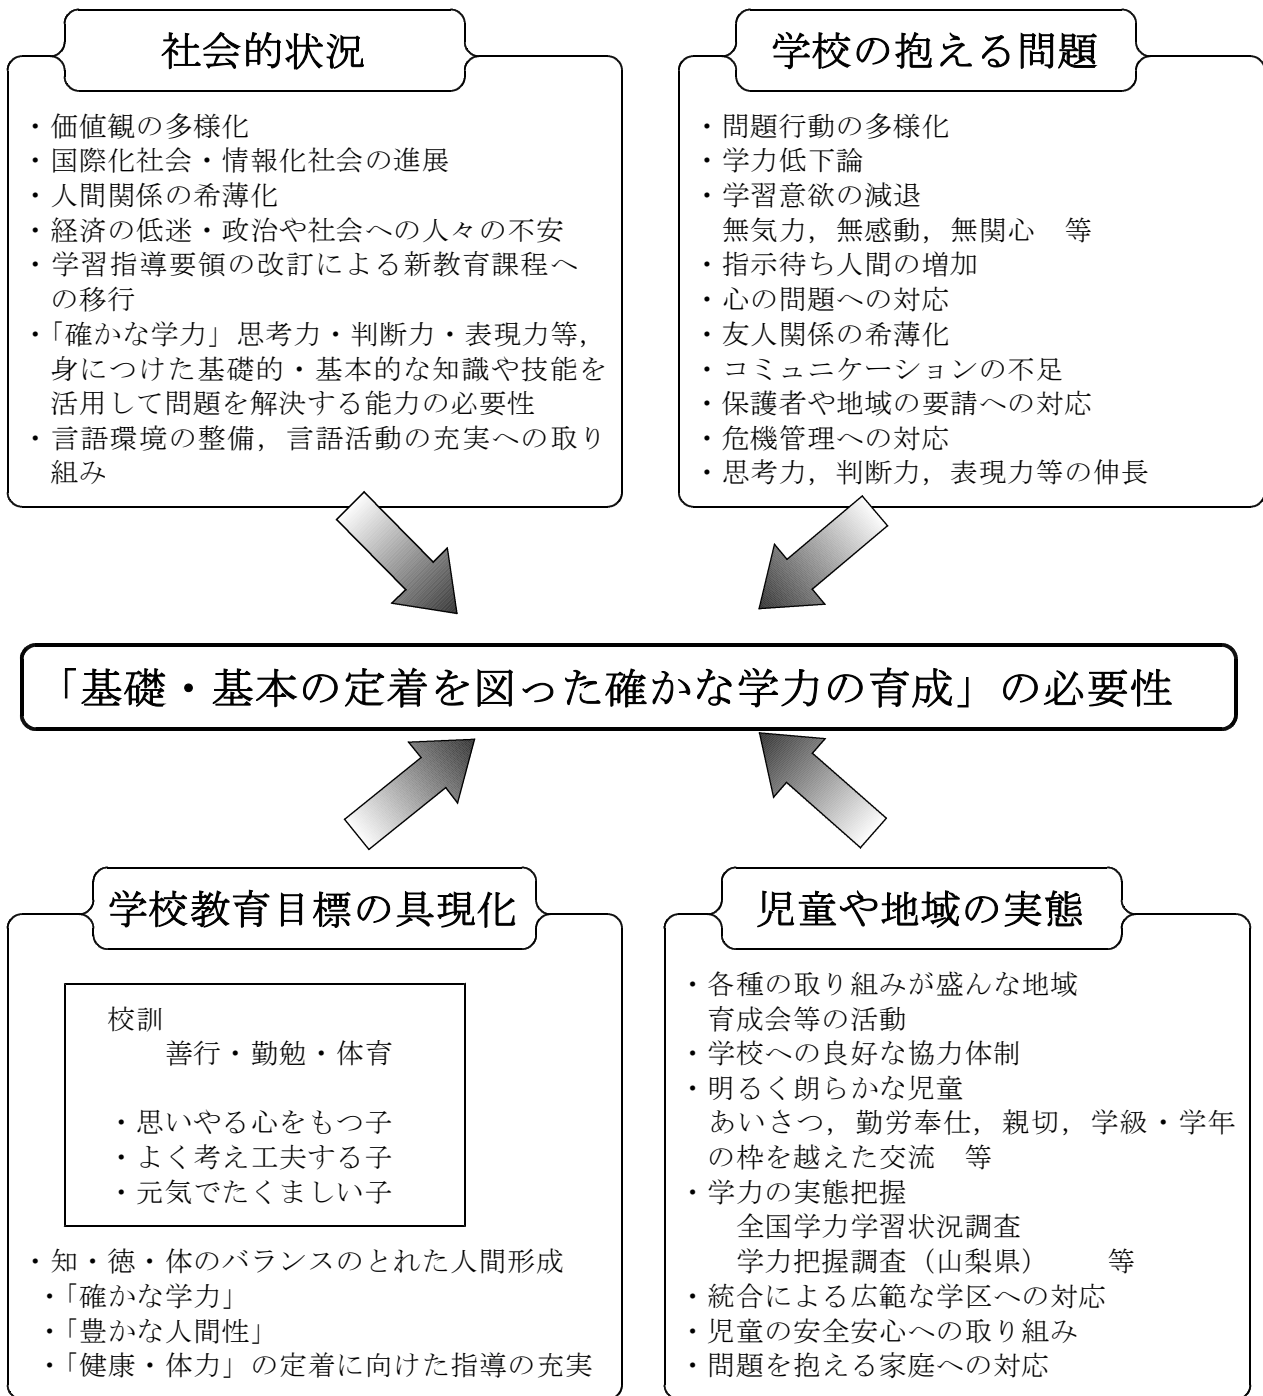 社会的状況
・価値観の多様化
・国際化社会・情報化社会の進展
・人間関係の希薄化
・経済の低迷・政治や社会への人々の不安
・学習指導要領の改訂による新教育課程へ
の移行
・「確かな学力」思考力・判断力・表現力等，
身につけた基礎的・基本的な知識や技能を
活用して問題を解決する能力の必要性
・言語環境の整備，言語活動の充実への取り
組み
学校の抱える問題
・問題行動の多様化
・学力低下論
・学習意欲の減退
無気力，無感動，無関心　等
・指示待ち人間の増加
・心の問題への対応
・友人関係の希薄化
・コミュニケーションの不足
・保護者や地域の要請への対応
・危機管理への対応
・思考力，判断力，表現力等の伸長
「基礎・基本の定着を図った確かな学力の育成」の必要性
学校教育目標の具現化
校訓
善行・勤勉・体育
・思いやる心をもつ子
・よく考え工夫する子
・元気でたくましい子
・知・徳・体のバランスのとれた人間形成
・「確かな学力」
・「豊かな人間性」
・「健康・体力」の定着に向けた指導の充実
児童や地域の実態
・各種の取り組みが盛んな地域
育成会等の活動
・学校への良好な協力体制
・明るく朗らかな児童
あいさつ，勤労奉仕，親切，学級・学年
の枠を越えた交流　等
・学力の実態把握
全国学力学習状況調査
学力把握調査（山梨県）　　等
・統合による広範な学区への対応
・児童の安全安心への取り組み
・問題を抱える家庭への対応